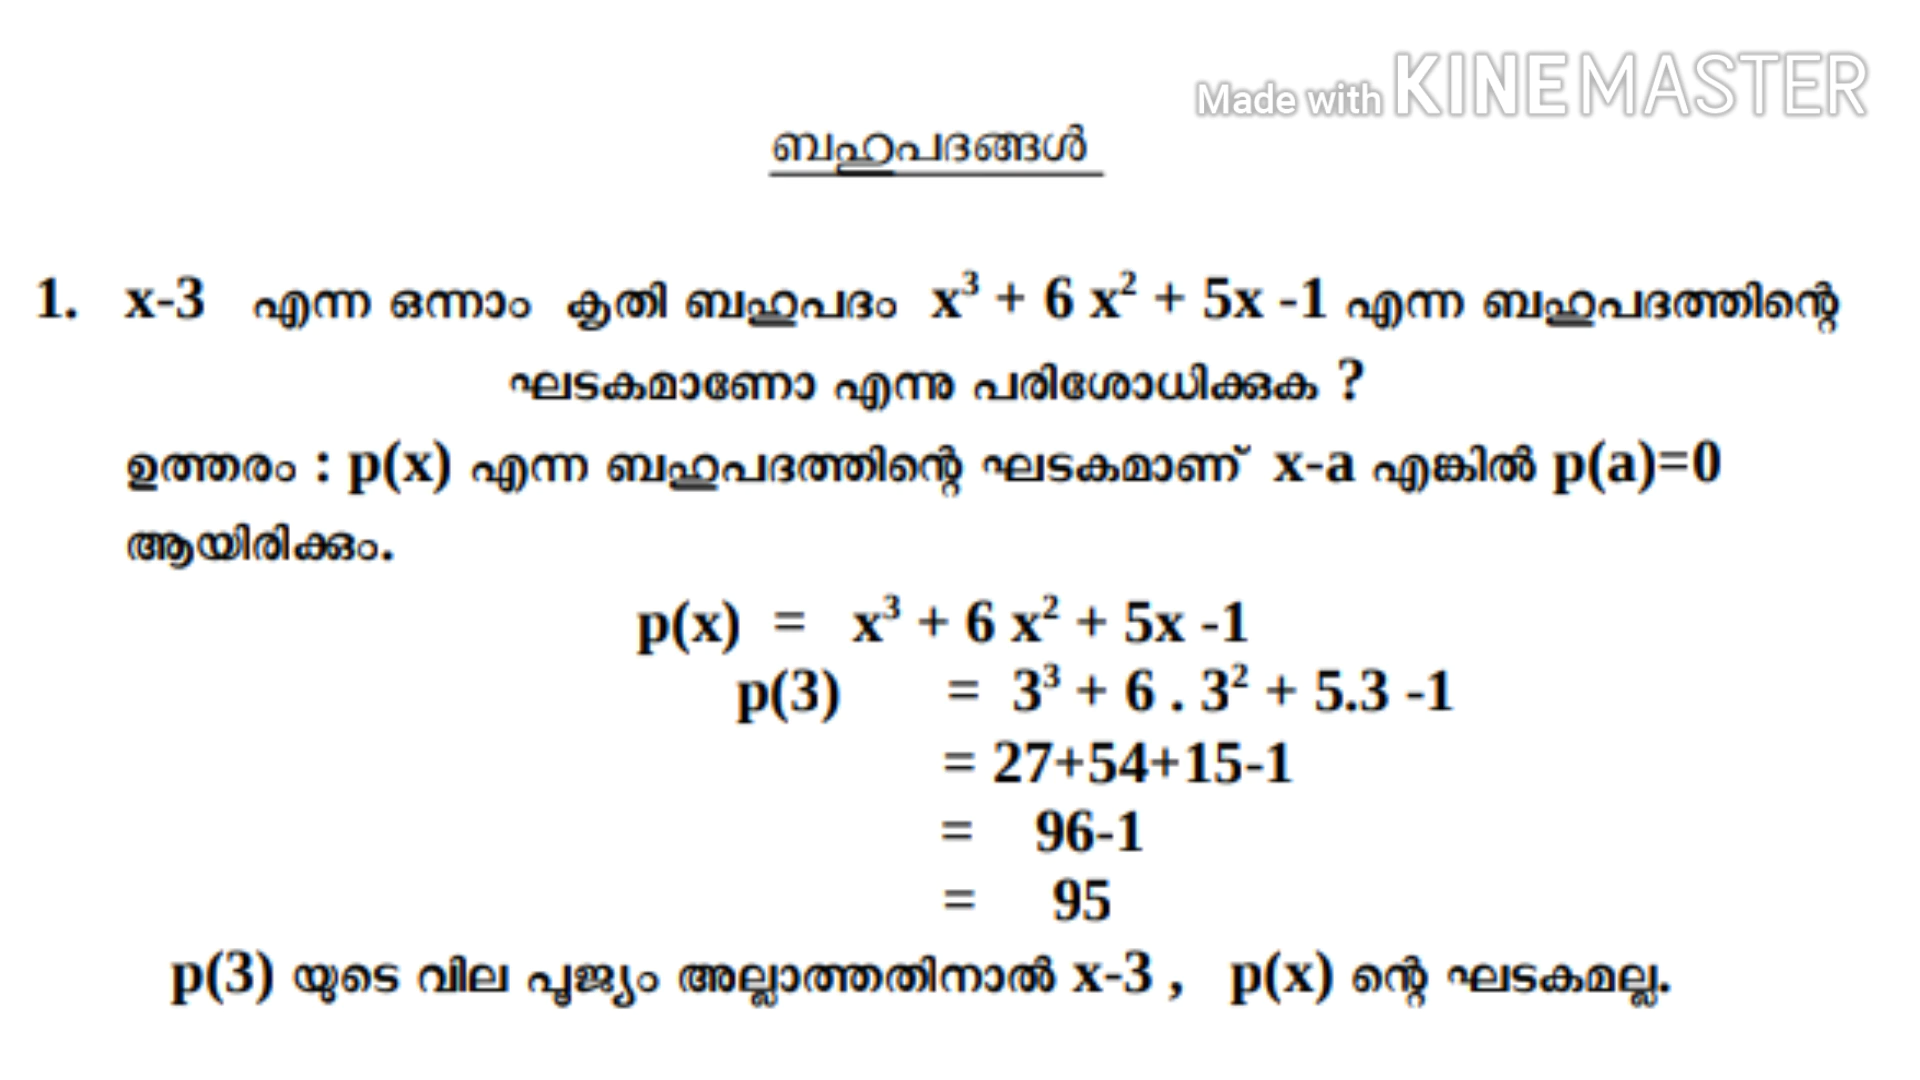 Made with KINEMASTER
ബഹുപദങ്ങൾ
1. x-3 എന്ന ഒന്നാം കൃതി ബഹുപദം x³ + 6 x² + 5x -1 എന്ന ബഹുപദത്തിന്റെ
ഘടകമാണോ എന്നു പരിശോധിക്കുക ?
ഉത്തരം : p(x) എന്ന ബഹുപദത്തിന്റെ ഘടകമാണ് x-a എങ്കിൽ p(a)=0
ആയിരിക്കും.
p(x) = x³ + 6 x² + 5x -1
p(3) = 3³ + 6 . 3² + 5.3 -1
= 27+54+15-1
= 96-1
= 95
p(3) യുടെ വില പൂജ്യം അല്ലാത്തതിനാൽ x-3 , p(x) ന്റെ ഘടകമല്ല.